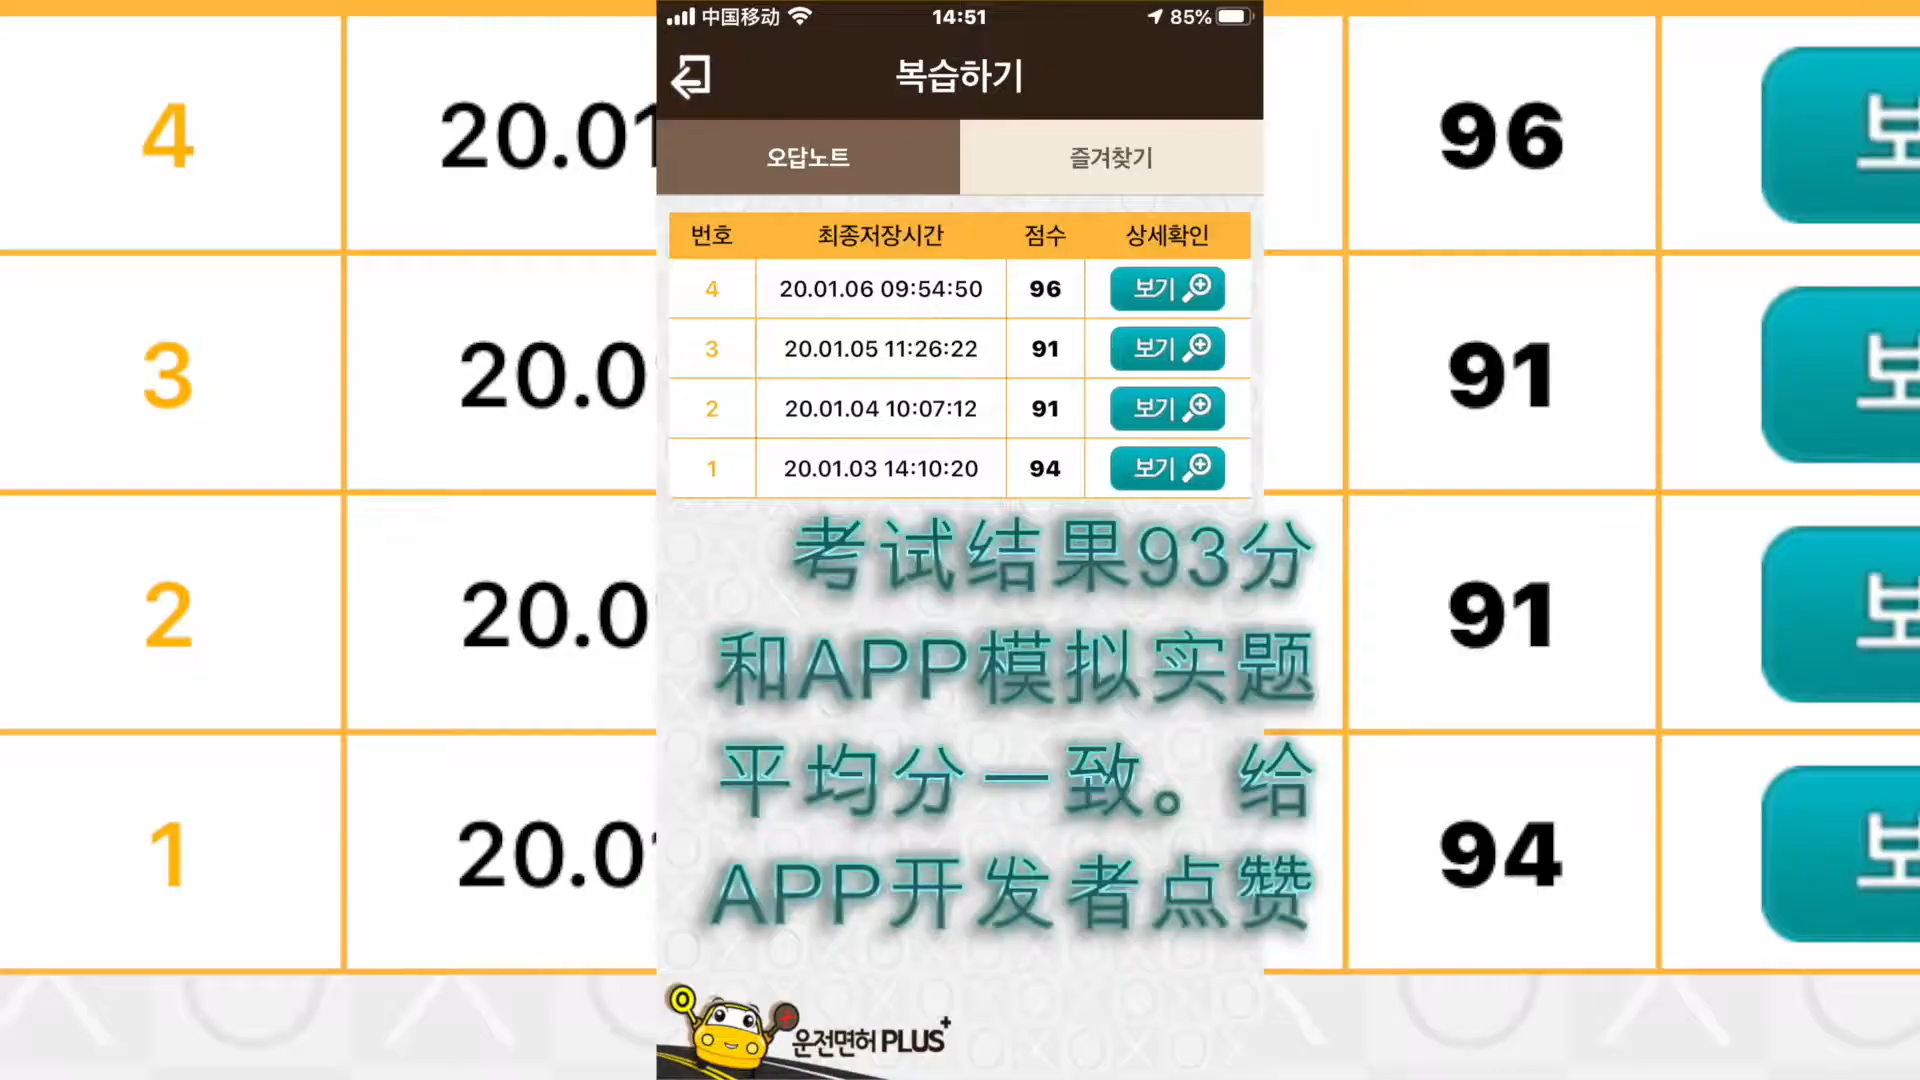 中国移动 14:51 85%
복습하기
오답노트 즐겨찾기
번호 최종저장시간 점수 상세확인
4 20.01.06 09:54:50 96 보기
3 20.01.05 11:26:22 91 보기
2 20.01.04 10:07:12 91 보기
1 20.01.03 14:10:20 94 보기
考试结果93分
和APP模拟实题
平均分一致。给
APP开发者点赞
운전면허 PLUS+
4 20.01 96 보
3 20.0 91 보
2 20.0 91 보
1 20.0 94 보